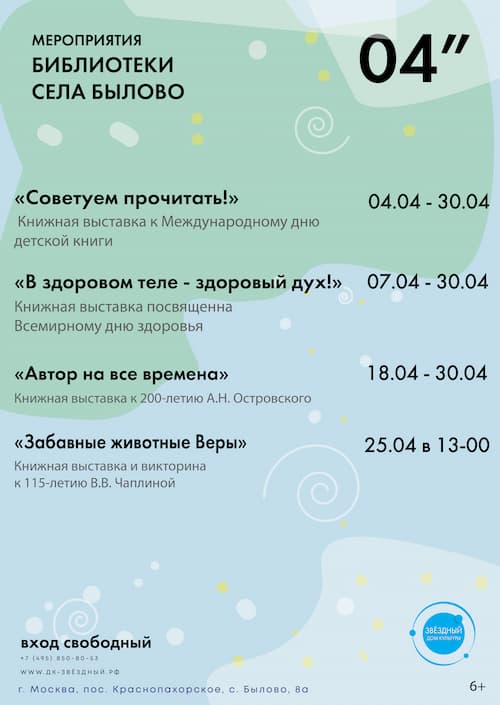 МЕРОПРИЯТИЯ
БИБЛИОТЕКИ
СЕЛА БЫЛОВО
04”
«Советуем прочитать!»
04.04 - 30.04
Книжная выставка к Международному дню
детской книги
«В здоровом теле - здоровый дух!»
07.04 - 30.04
Книжная выставка посвященна
Всемирному дню здоровья
«Автор на все времена»
18.04 - 30.04
Книжная выставка к 200-летию А.Н. Островского
«Забавные животные Веры»
25.04 в 13-00
Книжная выставка и викторина
к 115-летию В.В. Чаплиной
ЗВЁЗДНЫЙ
ДОМ КУЛЬТУРЫ
вход свободный
+7 (495) 850-80-53
WWW.ДК-ЗВЁЗДНЫЙ.РФ
г. Москва, пос. Краснопахорское, с. Былово, 8а
6+